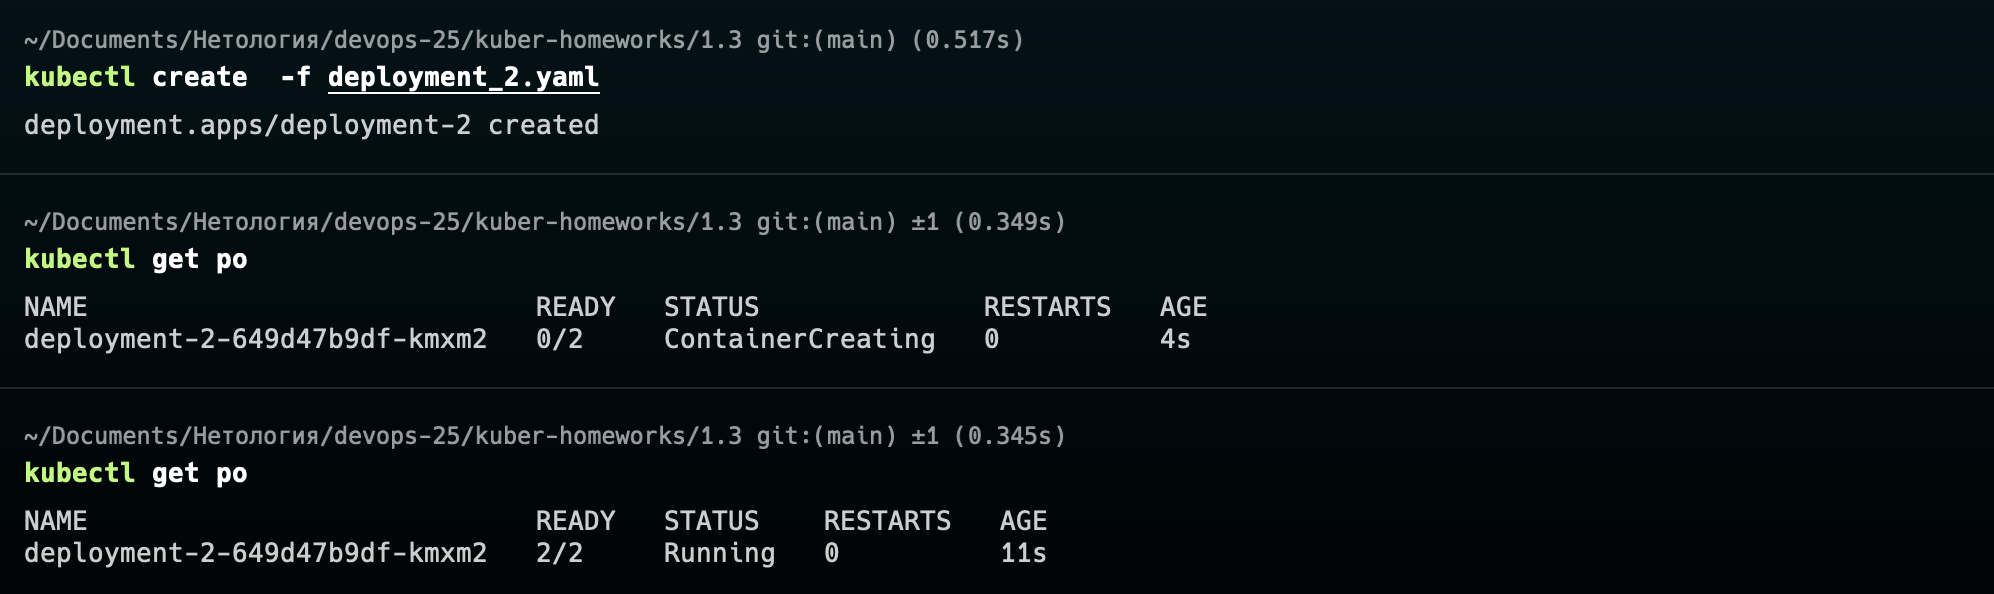 ~/Documents/Нетология/devops-25/kuber-homeworks/1.3 git:(main) (0.517s)
kubectl create  -f deployment_2.yaml
deployment.apps/deployment-2 created
~/Documents/Нетология/devops-25/kuber-homeworks/1.3 git:(main) ±1 (0.349s)
kubectl get po
NAME                            READY   STATUS              RESTARTS   AGE
deployment-2-649d47b9df-kmxm2   0/2     ContainerCreating   0          4s
~/Documents/Нетология/devops-25/kuber-homeworks/1.3 git:(main) ±1 (0.345s)
kubectl get po
NAME                            READY   STATUS    RESTARTS   AGE
deployment-2-649d47b9df-kmxm2   2/2     Running   0          11s